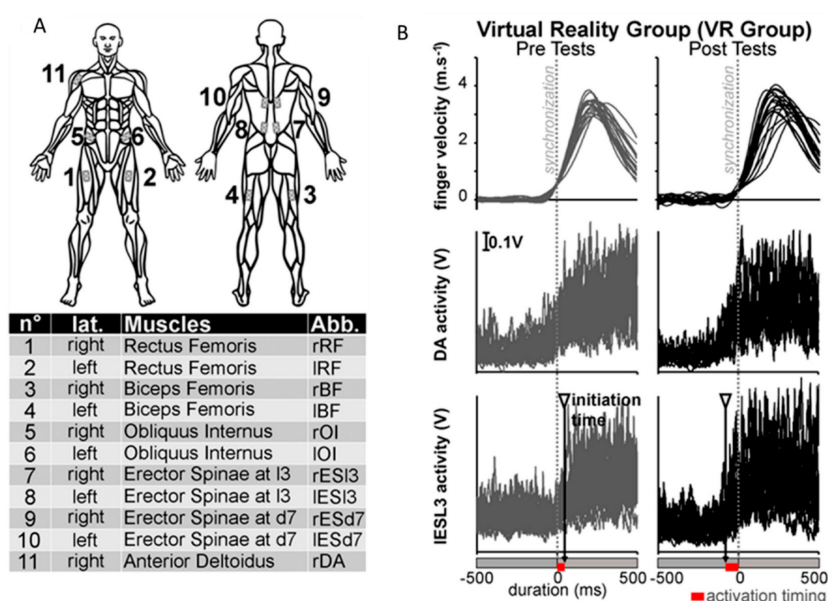 A
11
10
9
5
6
8
7
1
2
4
3
n° lat. Muscles Abb.
1 right Rectus Femoris rRF
2 left Rectus Femoris lRF
3 right Biceps Femoris rBF
4 left Biceps Femoris lBF
5 right Obliquus Internus rOI
6 left Obliquus Internus lOI
7 right Erector Spinae at l3 rESl3
8 left Erector Spinae at l3 lESl3
9 right Erector Spinae at d7 rESd7
10 left Erector Spinae at d7 lESd7
11 right Anterior Deltoidus rDA
B
Virtual Reality Group (VR Group)
Pre Tests Post Tests
finger velocity (m.s-1)
4
2
0
synchronization
synchronization
DA activity (V)
0.1V
lESL3 activity (V)
initiation
time
-500 0 500 -500 0 500
duration (ms)
activation timing